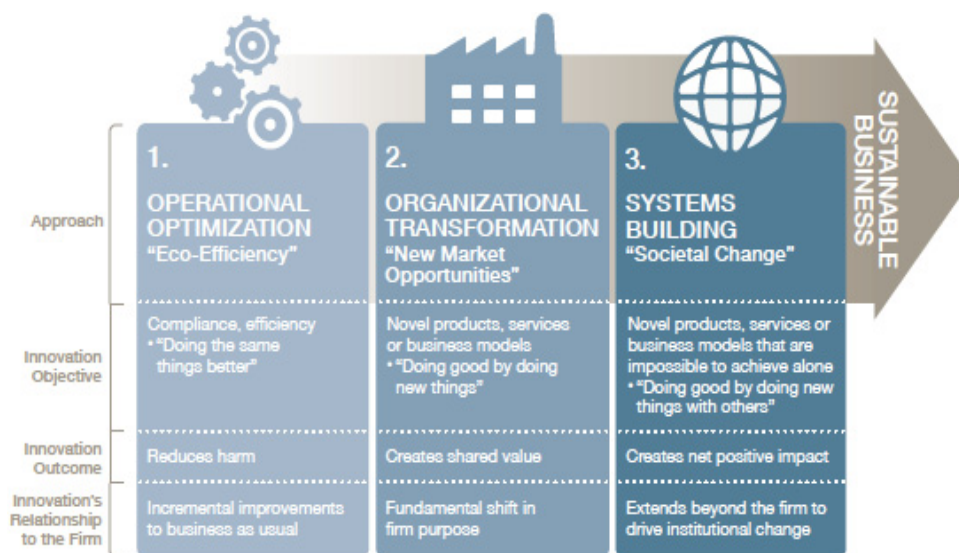 SUSTAINABLE
BUSINESS
Approach
1.
OPERATIONAL
OPTIMIZATION
“Eco-Efficiency”
2.
ORGANIZATIONAL
TRANSFORMATION
“New Market
Opportunities”
3.
SYSTEMS
BUILDING
“Societal Change”
Innovation
Objective
Compliance, efficiency
• “Doing the same
things better”
Novel products, services
or business models
• “Doing good by doing
new things”
Novel products, services or
business models that are
impossible to achieve alone
• “Doing good by doing new
things with others”
Innovation
Outcome
Reduces harm
Creates shared value
Creates net positive impact
Innovation's
Relationship
to the Firm
Incremental improvements
to business as usual
Fundamental shift in
firm purpose
Extends beyond the firm to
drive institutional change